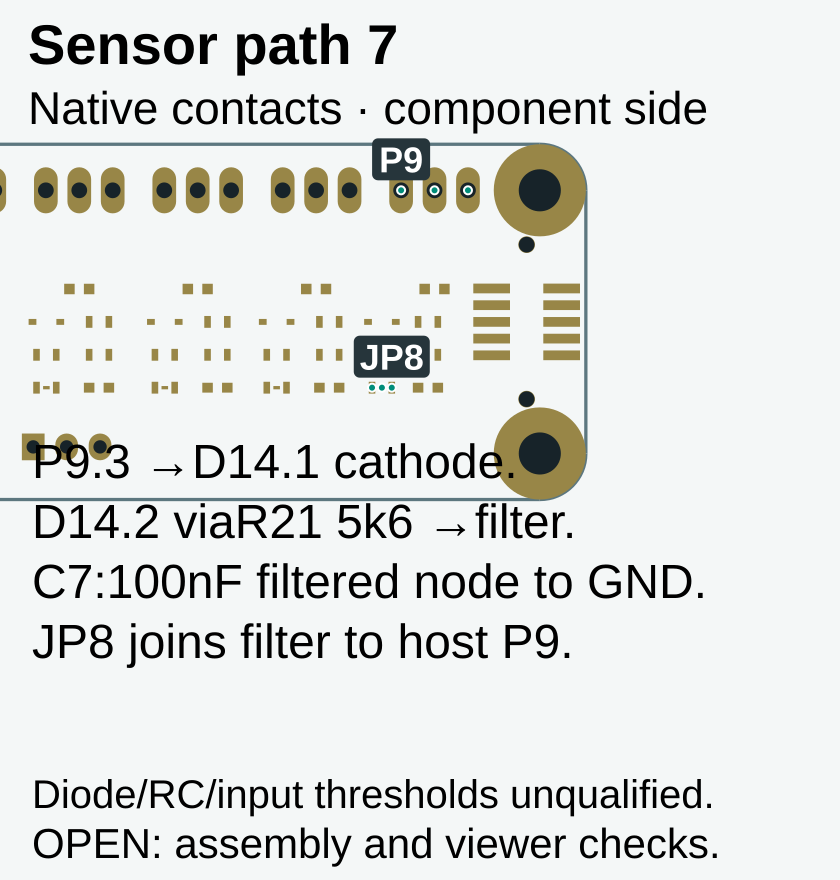 Sensor path 7
Native contacts · component side
P9
JP8
P9.3 →D14.1 cathode.
D14.2 viaR21 5k6 →filter.
C7:100nF filtered node to GND.
JP8 joins filter to host P9.
Diode/RC/input thresholds unqualified.
OPEN: assembly and viewer checks.